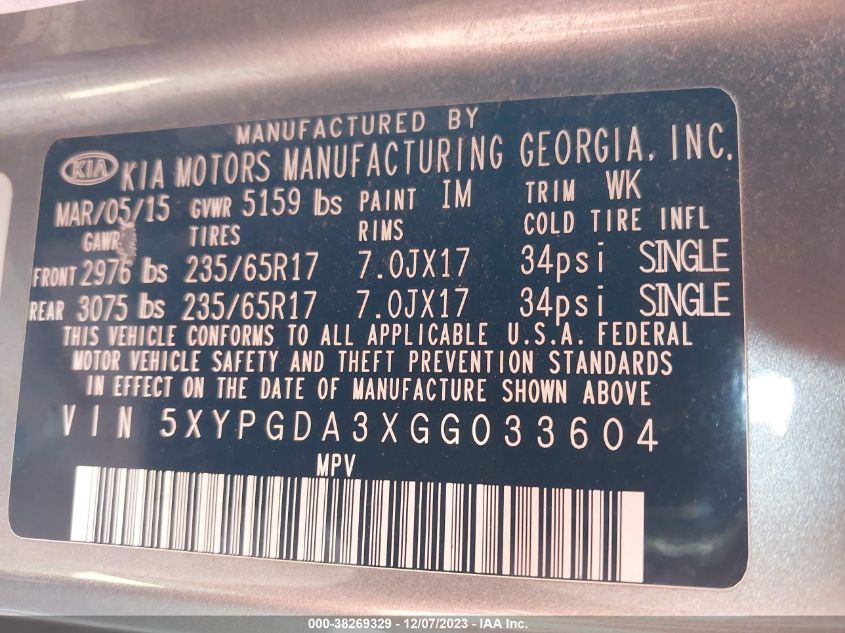 MANUFACTURED BY
KIA KIA MOTORS MANUFACTURING GEORGIA, INC.
MAR/05/15 GVWR 5159 lbs PAINT IM TRIM WK
GAWR TIRES RIMS COLD TIRE INFL
FRONT 2976 lbs 235/65R17 7.0JX17 34psi SINGLE
REAR 3075 lbs 235/65R17 7.0JX17 34psi SINGLE
THIS VEHICLE CONFORMS TO ALL APPLICABLE U.S.A. FEDERAL
MOTOR VEHICLE SAFETY AND THEFT PREVENTION STANDARDS
IN EFFECT ON THE DATE OF MANUFACTURE SHOWN ABOVE
VIN 5XYPGDA3XGG033604
MPV
000-38269329 - 12/07/2023 - IAA Inc.